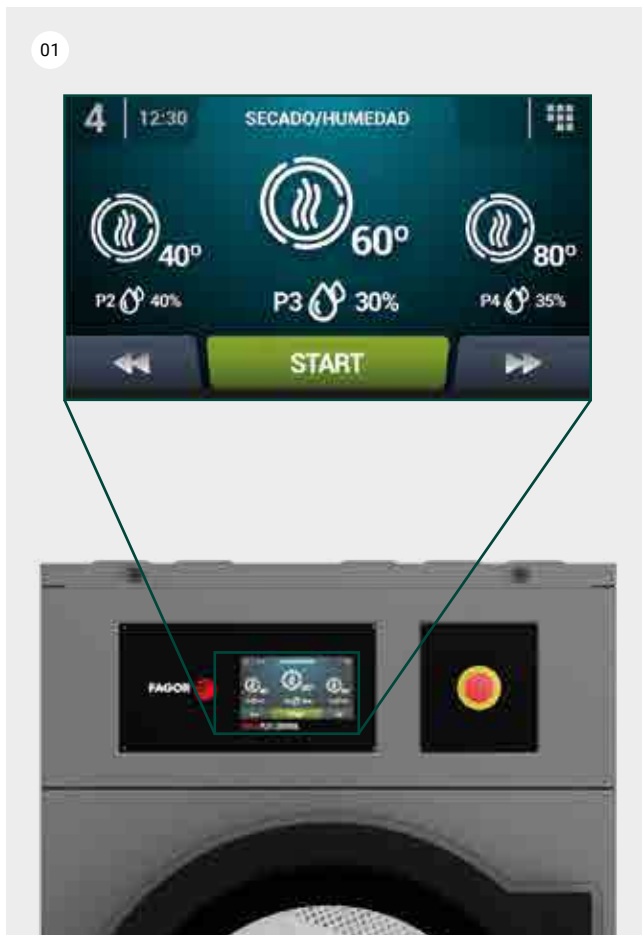 01
4 12:30 SECADO/HUMEDAD
40º 60º 80º
P2 40% P3 30% P4 35%
START
FAGOR